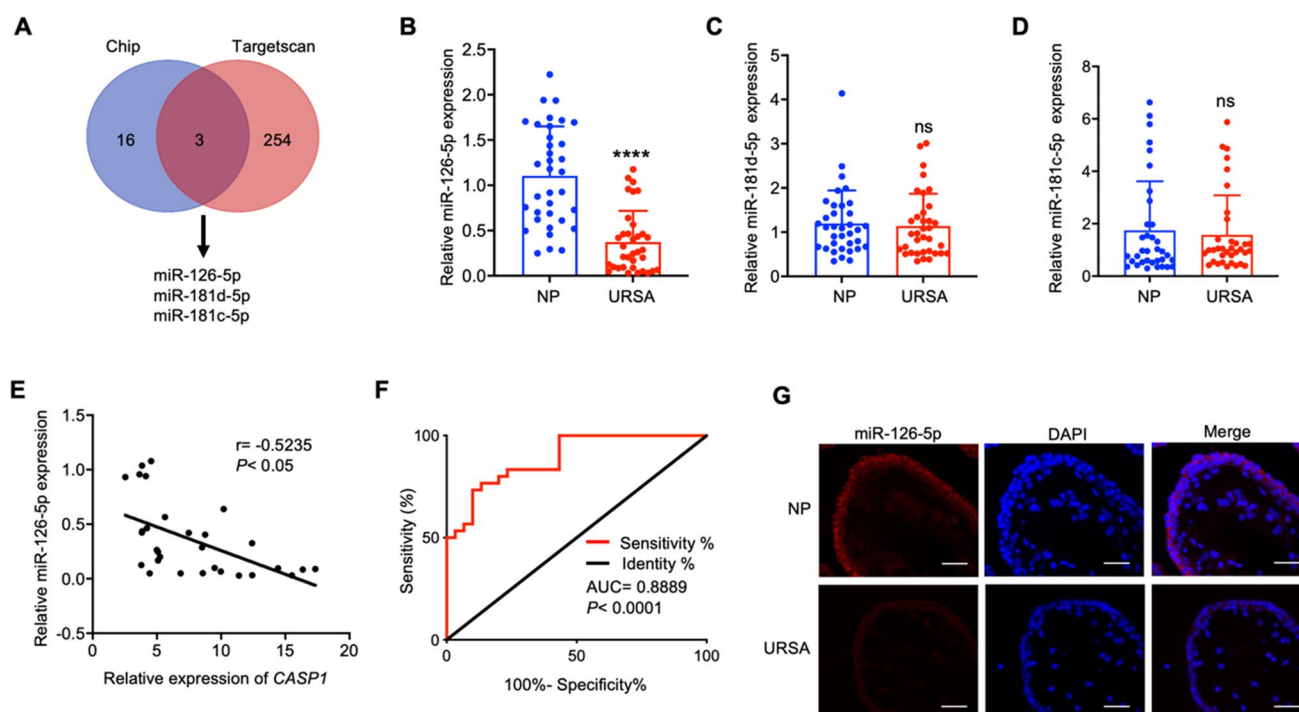 A
Chip
Targetscan
16
3
254
miR-126-5p
miR-181d-5p
miR-181c-5p
B
Relative miR-126-5p expression
2.5
2.0
1.5
1.0
0.5
0.0
****
NP
URSA
C
Relative miR-181d-5p expression
5
4
3
2
1
0
ns
NP
URSA
D
Relative miR-181c-5p expression
8
6
4
2
0
ns
NP
URSA
E
Relative miR-126-5p expression
1.5
1.0
0.5
0.0
-0.5
r= -0.5235
P< 0.05
0
5
10
15
20
Relative expression of CASP1
F
Sensitivity (%)
100
50
0
Sensitivity %
Identity %
AUC= 0.8889
P< 0.0001
0
50
100
100%- Specificity%
G
miR-126-5p
DAPI
Merge
NP
URSA